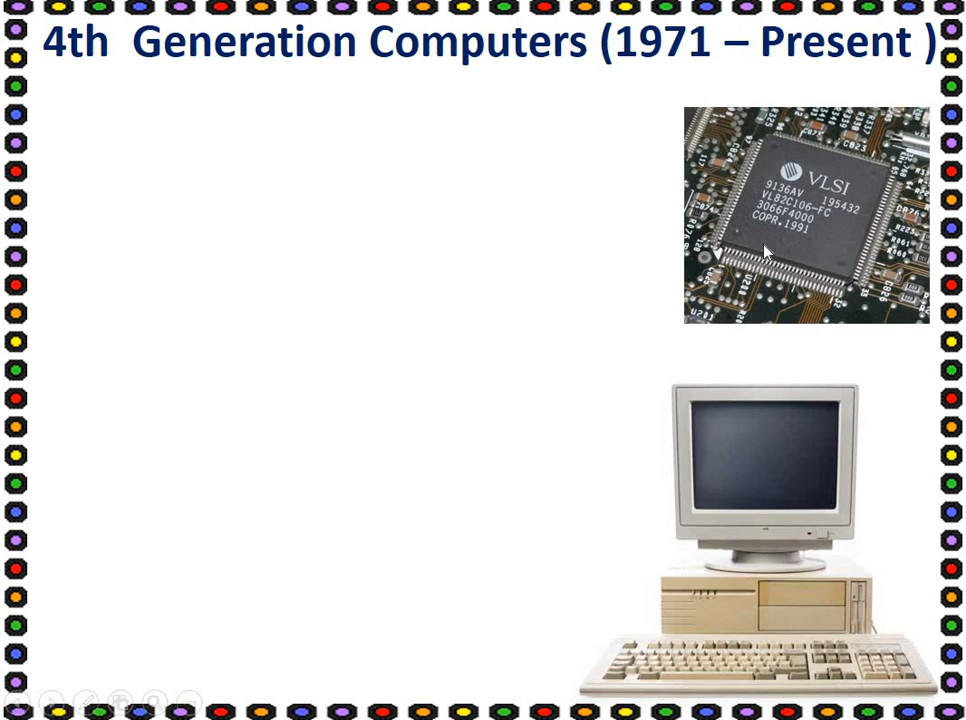 4th Generation Computers (1971 – Present )
VLSI
9136AV 195432
VL82C106-FC
3066F4000
COPR.1991